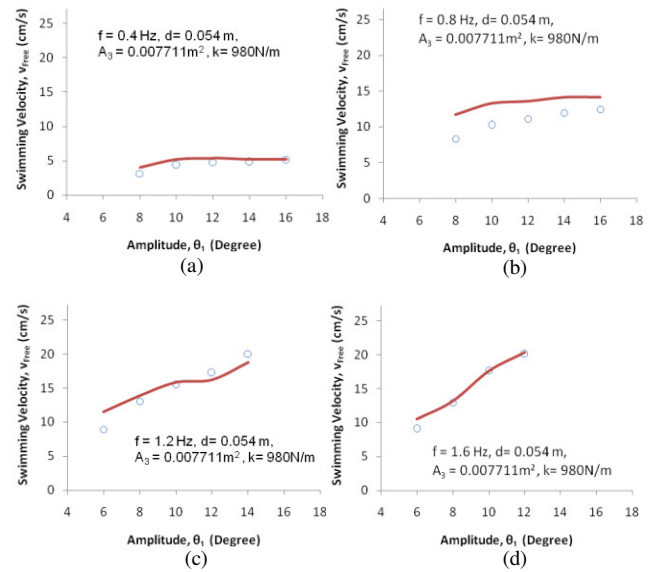 Swimming Velocity, vFree (cm/s)
25
20
15
10
5
0
f = 0.4 Hz, d= 0.054 m,
A3 = 0.007711m², k= 980N/m
4 6 8 10 12 14 16 18
Amplitude, θ1 (Degree)
(a)
Swimming Velocity, vFree (cm/s)
25
20
15
10
5
0
f = 0.8 Hz, d= 0.054 m,
A3 = 0.007711m², k= 980N/m
4 6 8 10 12 14 16 18
Amplitude, θ1 (Degree)
(b)
Swimming Velocity, vFree (cm/s)
25
20
15
10
5
0
f = 1.2 Hz, d= 0.054 m,
A3 = 0.007711m², k= 980N/m
4 6 8 10 12 14 16 18
Amplitude, θ1 (Degree)
(c)
Swimming Velocity, vFree (cm/s)
25
20
15
10
5
0
f = 1.6 Hz, d= 0.054 m,
A3 = 0.007711m², k= 980N/m
4 6 8 10 12 14 16 18
Amplitude, θ1 (Degree)
(d)